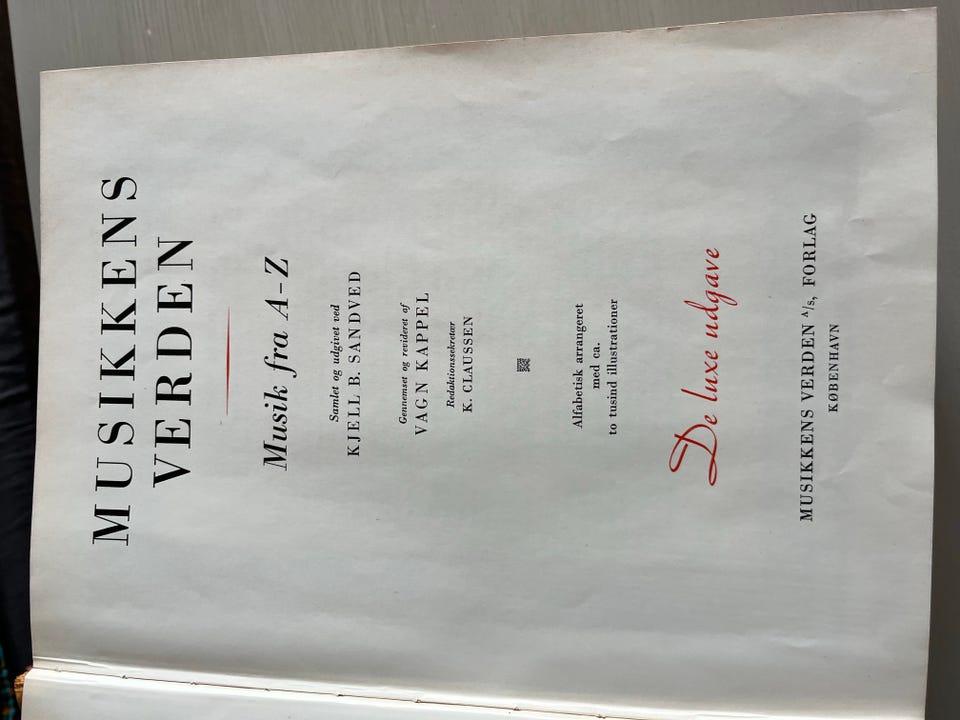 MUSIKKENS
VERDEN
Musik fra A-Z
Samlet og udgivet ved
KJELL B. SANDVED
Gennemset og revideret af
VAGN KAPPEL
Redaktionssekretær
K. CLAUSSEN
Alfabetisk arrangeret
med ca.
to tusind illustrationer
De luxe udgave
MUSIKKENS VERDEN A/S, FORLAG
KØBENHAVN